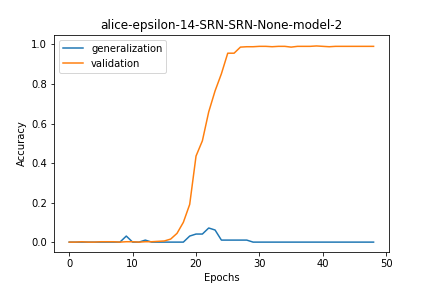 alice-epsilon-14-SRN-SRN-None-model-2
generalization
validation
Accuracy
1.0
0.8
0.6
0.4
0.2
0.0
0 10 20 30 40 50
Epochs